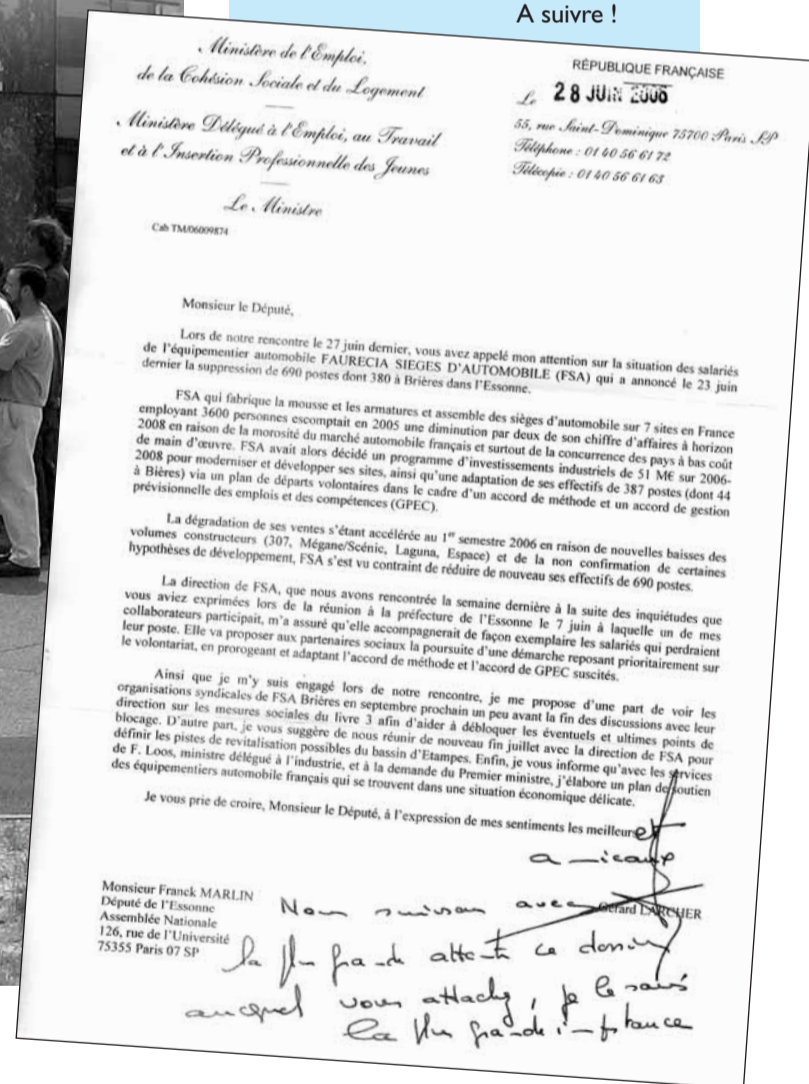 A suivre !
Ministère de l'Emploi,
de la Cohésion Sociale et du Logement
Ministère Délégué à l'Emploi, au Travail
et à l'Insertion Professionnelle des Jeunes
Le Ministre
Cab TM/06009874
RÉPUBLIQUE FRANÇAISE
Le 28 JUIN 2006
55, rue Saint-Dominique 75700 Paris SP
Téléphone : 01 40 56 61 72
Télécopie : 01 40 56 61 63
Monsieur le Député,
Lors de notre rencontre le 27 juin dernier, vous avez appelé mon attention sur la situation des salariés
de l'équipementier automobile FAURECIA SIEGES D'AUTOMOBILE (FSA) qui a annoncé le 23 juin
dernier la suppression de 690 postes dont 380 à Brières dans l'Essonne.
FSA qui fabrique la mousse et les armatures et assemble des sièges d'automobile sur 7 sites en France
employant 3600 personnes escomptait en 2005 une diminution par deux de son chiffre d'affaires à horizon
2008 en raison de la morosité du marché automobile français et surtout de la concurrence des pays à bas coût
de main d'œuvre. FSA avait alors décidé un programme d'investissements industriels de 51 M€ sur 2006-
2008 pour moderniser et développer ses sites, ainsi qu'une adaptation de ses effectifs de 387 postes (dont 44
à Bières) via un plan de départs volontaires dans le cadre d'un accord de méthode et un accord de gestion
prévisionnelle des emplois et des compétences (GPEC).
La dégradation de ses ventes s'étant accélérée au 1er semestre 2006 en raison de nouvelles baisses des
volumes constructeurs (307, Mégane/Scénic, Laguna, Espace) et de la non confirmation de certaines
hypothèses de développement, FSA s'est vu contraint de réduire de nouveau ses effectifs de 690 postes.
La direction de FSA, que nous avons rencontrée la semaine dernière à la suite des inquiétudes que
vous aviez exprimées lors de la réunion à la préfecture de l'Essonne le 7 juin à laquelle un de mes
collaborateurs participait, m'a assuré qu'elle accompagnerait de façon exemplaire les salariés qui perdraient
leur poste. Elle va proposer aux partenaires sociaux la poursuite d'une démarche reposant prioritairement sur
le volontariat, en prorogeant et adaptant l'accord de méthode et l'accord de GPEC suscités.
Ainsi que je m'y suis engagé lors de notre rencontre, je me propose d'une part de voir les
organisations syndicales de FSA Brières en septembre prochain un peu avant la fin des discussions avec leur
direction sur les mesures sociales du livre 3 afin d'aider à débloquer les éventuels et ultimes points de
blocage. D'autre part, je vous suggère de nous réunir de nouveau fin juillet avec la direction de FSA pour
définir les pistes de revitalisation possibles du bassin d'Etampes. Enfin, je vous informe qu'avec les services
de F. Loos, ministre délégué à l'industrie, et à la demande du Premier ministre, j'élabore un plan de soutien
des équipementiers automobile français qui se trouvent dans une situation économique délicate.
Je vous prie de croire, Monsieur le Député, à l'expression de mes sentiments les meilleurs et
amicaux
Gérard LARCHER
Monsieur Franck MARLIN
Député de l'Essonne
Assemblée Nationale
126, rue de l'Université
75355 Paris 07 SP
Nous suivons avec
la plus grande attention ce dossier
auquel vous attachez, je le sais
la plus grande importance